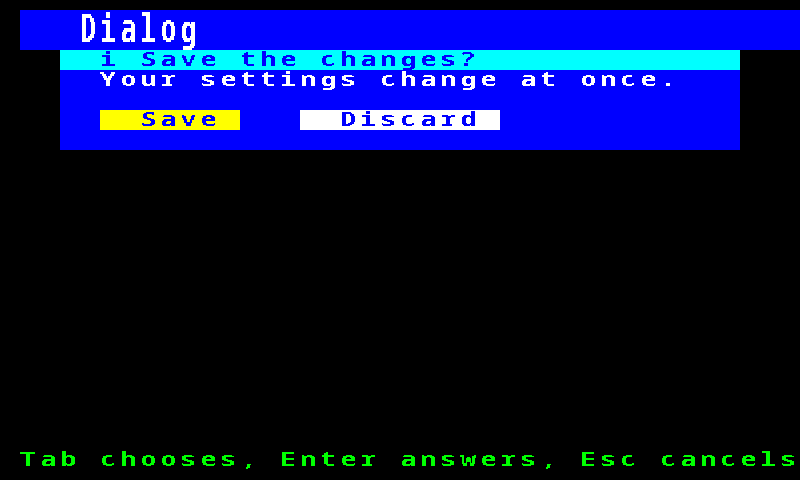 Dialog
i Save the changes?
Your settings change at once.
Save Discard
Tab chooses, Enter answers, Esc cancels